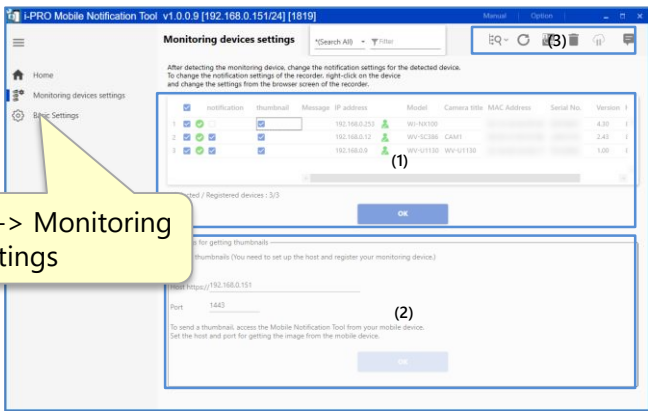 i-PRO Mobile Notification Tool v1.0.0.9 [192.168.0.151/24] [1819]
Manual Option
Monitoring devices settings
*(Search All) Filter
(3)
After detecting the monitoring device, change the notification settings for the detected device.
To change the notification settings of the recorder, right-click on the device
and change the settings from the browser screen of the recorder.
Home
Monitoring devices settings
Basic Settings
notification thumbnail Message IP address Model Camera title MAC Address Serial No. Version
1 192.168.0.253 WJ-NX100 4.30
2 192.168.0.12 WV-SC386 CAM1 2.43
3 192.168.0.9 WV-U1130 WV-U1130 1.00
(1)
/ Registered devices : 3/3
OK
-> Monitoring
tings
for getting thumbnails
thumbnails (You need to set up the host and register your monitoring device.)
Host https:// 192.168.0.151
Port 1443
(2)
To send a thumbnail, access the Mobile Notification Tool from your mobile device.
Set the host and port for getting the image from the mobile device.
OK